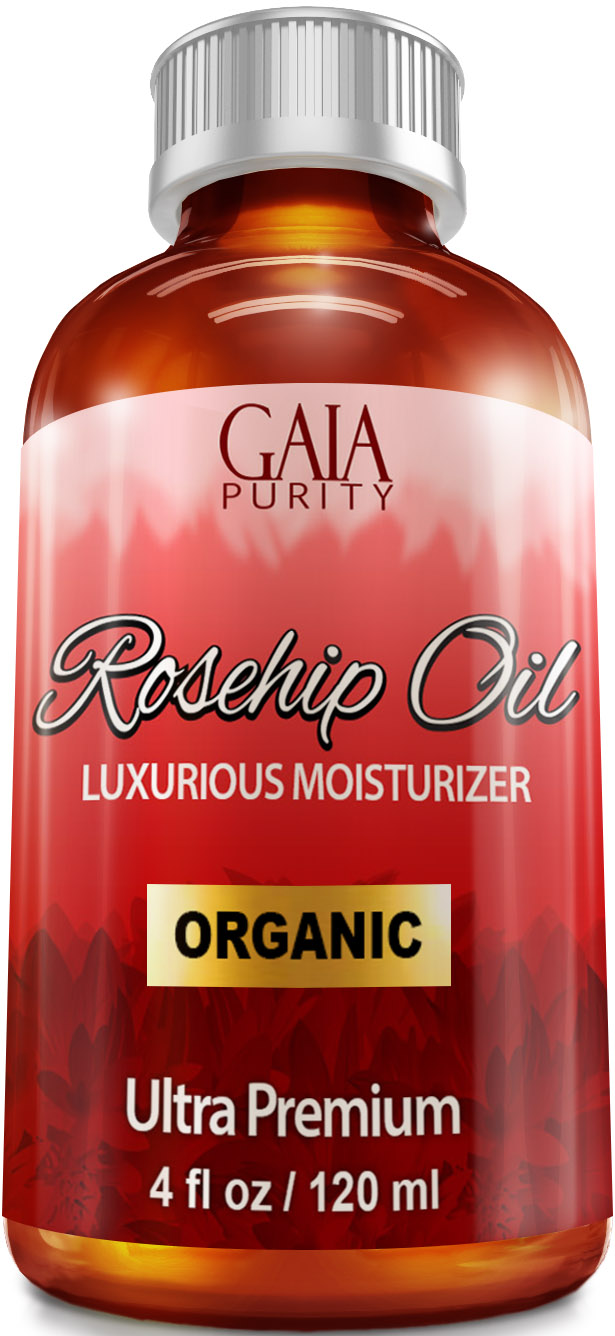 GAIA
PURITY
Rosehip Oil
LUXURIOUS MOISTURIZER
ORGANIC
Ultra Premium
4 fl oz / 120 ml